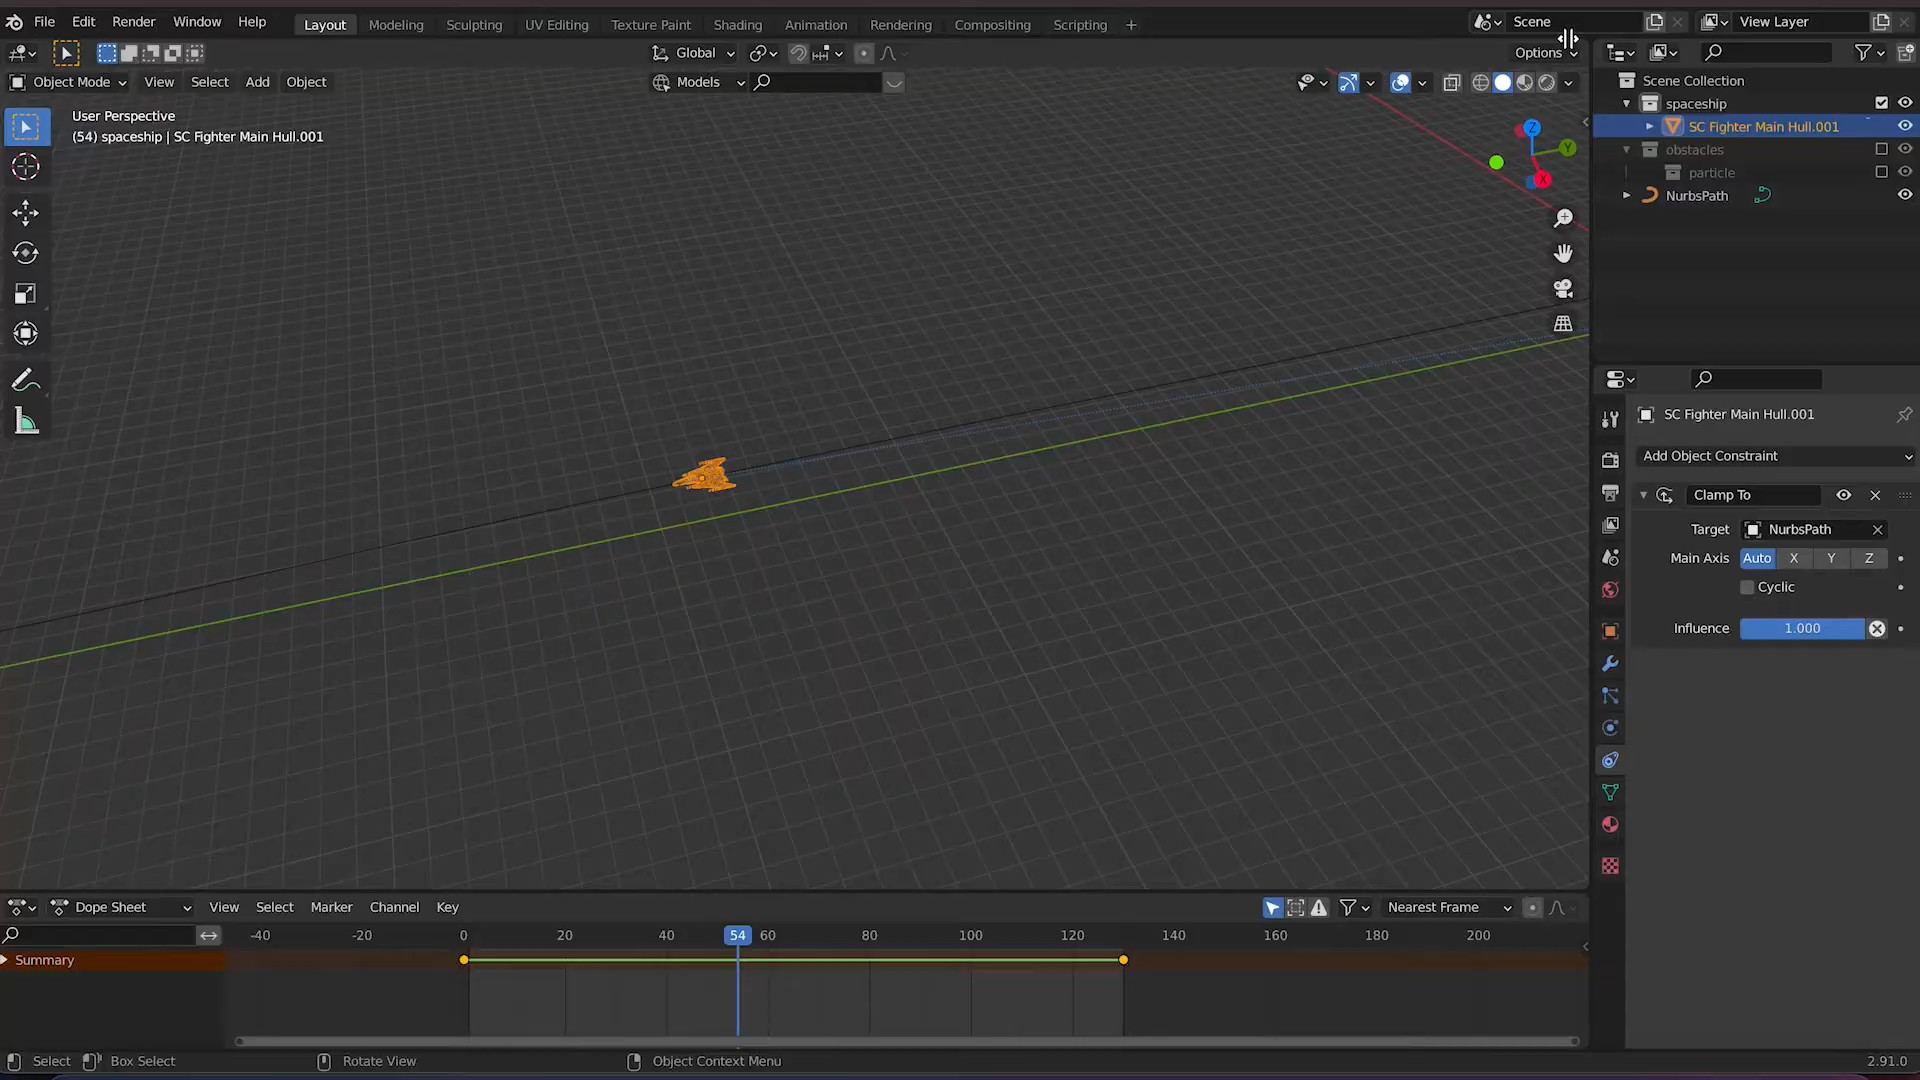 File Edit Render Window Help Layout Modeling Sculpting UV Editing Texture Paint Shading Animation Rendering Compositing Scripting + Scene View Layer
Global Options
Object Mode View Select Add Object Models
User Perspective
(54) spaceship | SC Fighter Main Hull.001
Z
Y
X
Scene Collection
spaceship
SC Fighter Main Hull.001
obstacles
particle
NurbsPath
SC Fighter Main Hull.001
Add Object Constraint
Clamp To
Target NurbsPath
Main Axis Auto X Y Z
Cyclic
Influence 1.000
Dope Sheet View Select Marker Channel Key Nearest Frame
-40 -20 0 20 40 54 60 80 100 120 140 160 180 200
Summary
Select Box Select Rotate View Object Context Menu 2.91.0